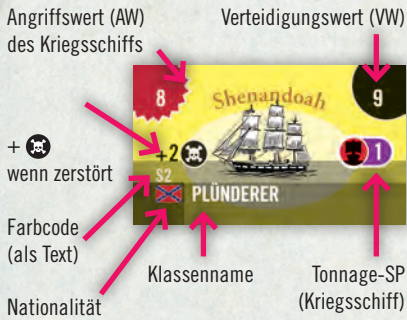 Angriffswert (AW)
des Kriegsschiffs
Verteidigungswert (VW)
8
Shenandoah
9
+2
1
S2
PLÜNDERER
+
wenn zerstört
Farbcode
(als Text)
Klassenname
Tonnage-SP
(Kriegsschiff)
Nationalität